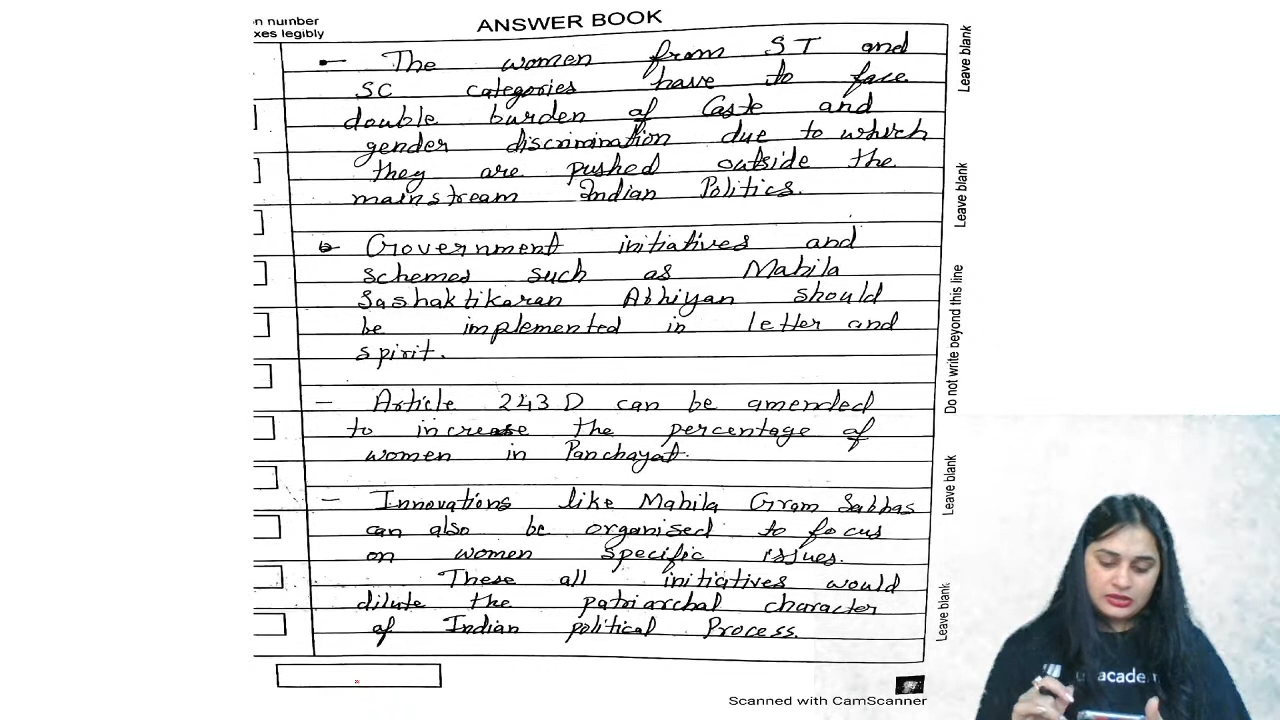 n number
xes legibly
ANSWER BOOK
The women from ST and
SC categories have to face
double burden of Caste and
gender discrimination due to which
they are pushed outside the
mainstream Indian Politics.
Government initiatives and
schemes such as Mahila
Sashaktikaran Abhiyan should
be implemented in letter and
spirit.
- Article 243 D can be amended
to increase the percentage of
women in Panchayat.
- Innovations like Mahila Gram Sabhas
can also be organised to focus
on women specific issues.
These all initiatives would
dilute the patriarchal character
of Indian political Process.
Leave blank
Leave blank
Do not write beyond this line
Leave blank
Leave blank
Scanned with CamScanner
academ